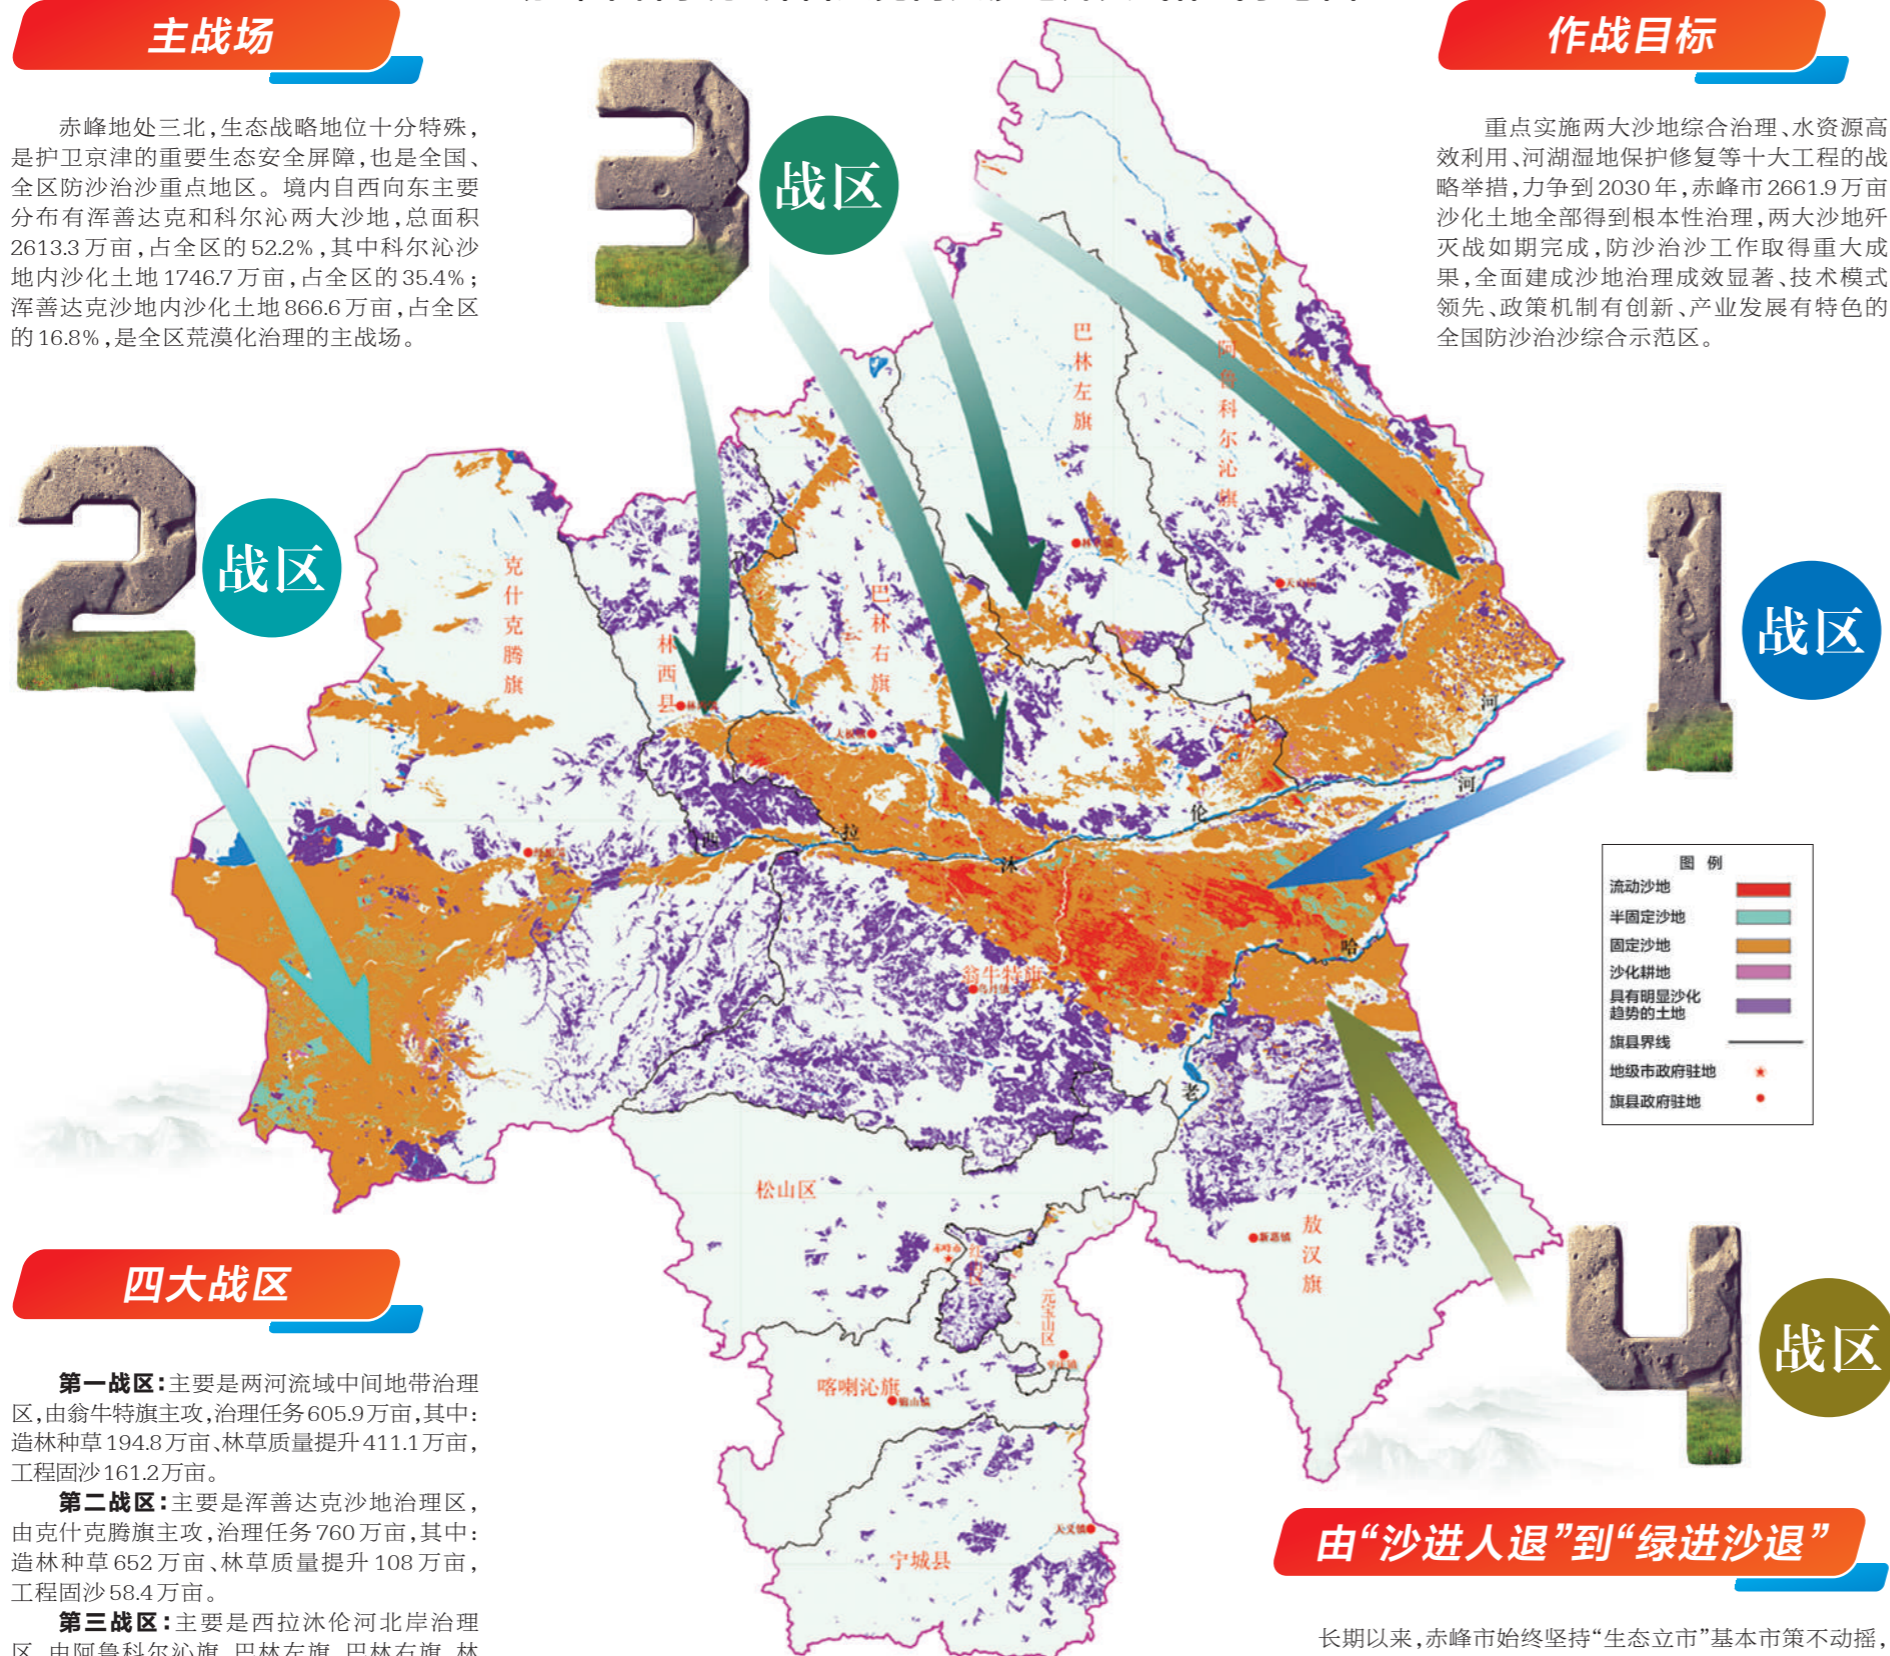 主战场
赤峰地处三北,生态战略地位十分特殊,
是护卫京津的重要生态安全屏障,也是全国、
全区防沙治沙重点地区。境内自西向东主要
分布有浑善达克和科尔沁两大沙地,总面积
2613.3万亩,占全区的52.2%,其中科尔沁沙
地内沙化土地1746.7万亩,占全区的35.4%;
浑善达克沙地内沙化土地866.6万亩,占全区
的16.8%,是全区荒漠化治理的主战场。
作战目标
重点实施两大沙地综合治理、水资源高
效利用、河湖湿地保护修复等十大工程的战
略举措,力争到2030年,赤峰市2661.9万亩
沙化土地全部得到根本性治理,两大沙地歼
灭战如期完成,防沙治沙工作取得重大成
果,全面建成沙地治理成效显著、技术模式
领先、政策机制有创新、产业发展有特色的
全国防沙治沙综合示范区。
3
战区
2
战区
1
战区
4
战区
巴林左旗
阿鲁科尔沁旗
克什克腾旗
林西县
巴林右旗
翁牛特旗
松山区
元宝山区
敖汉旗
新惠镇
喀喇沁旗
宁城县
天义镇
西拉沐伦河
老哈河
图 例
流动沙地
半固定沙地
固定沙地
沙化耕地
具有明显沙化
趋势的土地
旗县界线
地级市政府驻地
旗县政府驻地
四大战区
第一战区:主要是两河流域中间地带治理
区,由翁牛特旗主攻,治理任务605.9万亩,其中:
造林种草194.8万亩、林草质量提升411.1万亩,
工程固沙161.2万亩。
第二战区:主要是浑善达克沙地治理区,
由克什克腾旗主攻,治理任务760万亩,其中:
造林种草652万亩、林草质量提升108万亩,
工程固沙58.4万亩。
第三战区:主要是西拉沐伦河北岸治理
区,由阿鲁科尔沁旗、巴林左旗、巴林右旗、林
由“沙进人退”到“绿进沙退”
长期以来,赤峰市始终坚持“生态立市”基本市策不动摇,